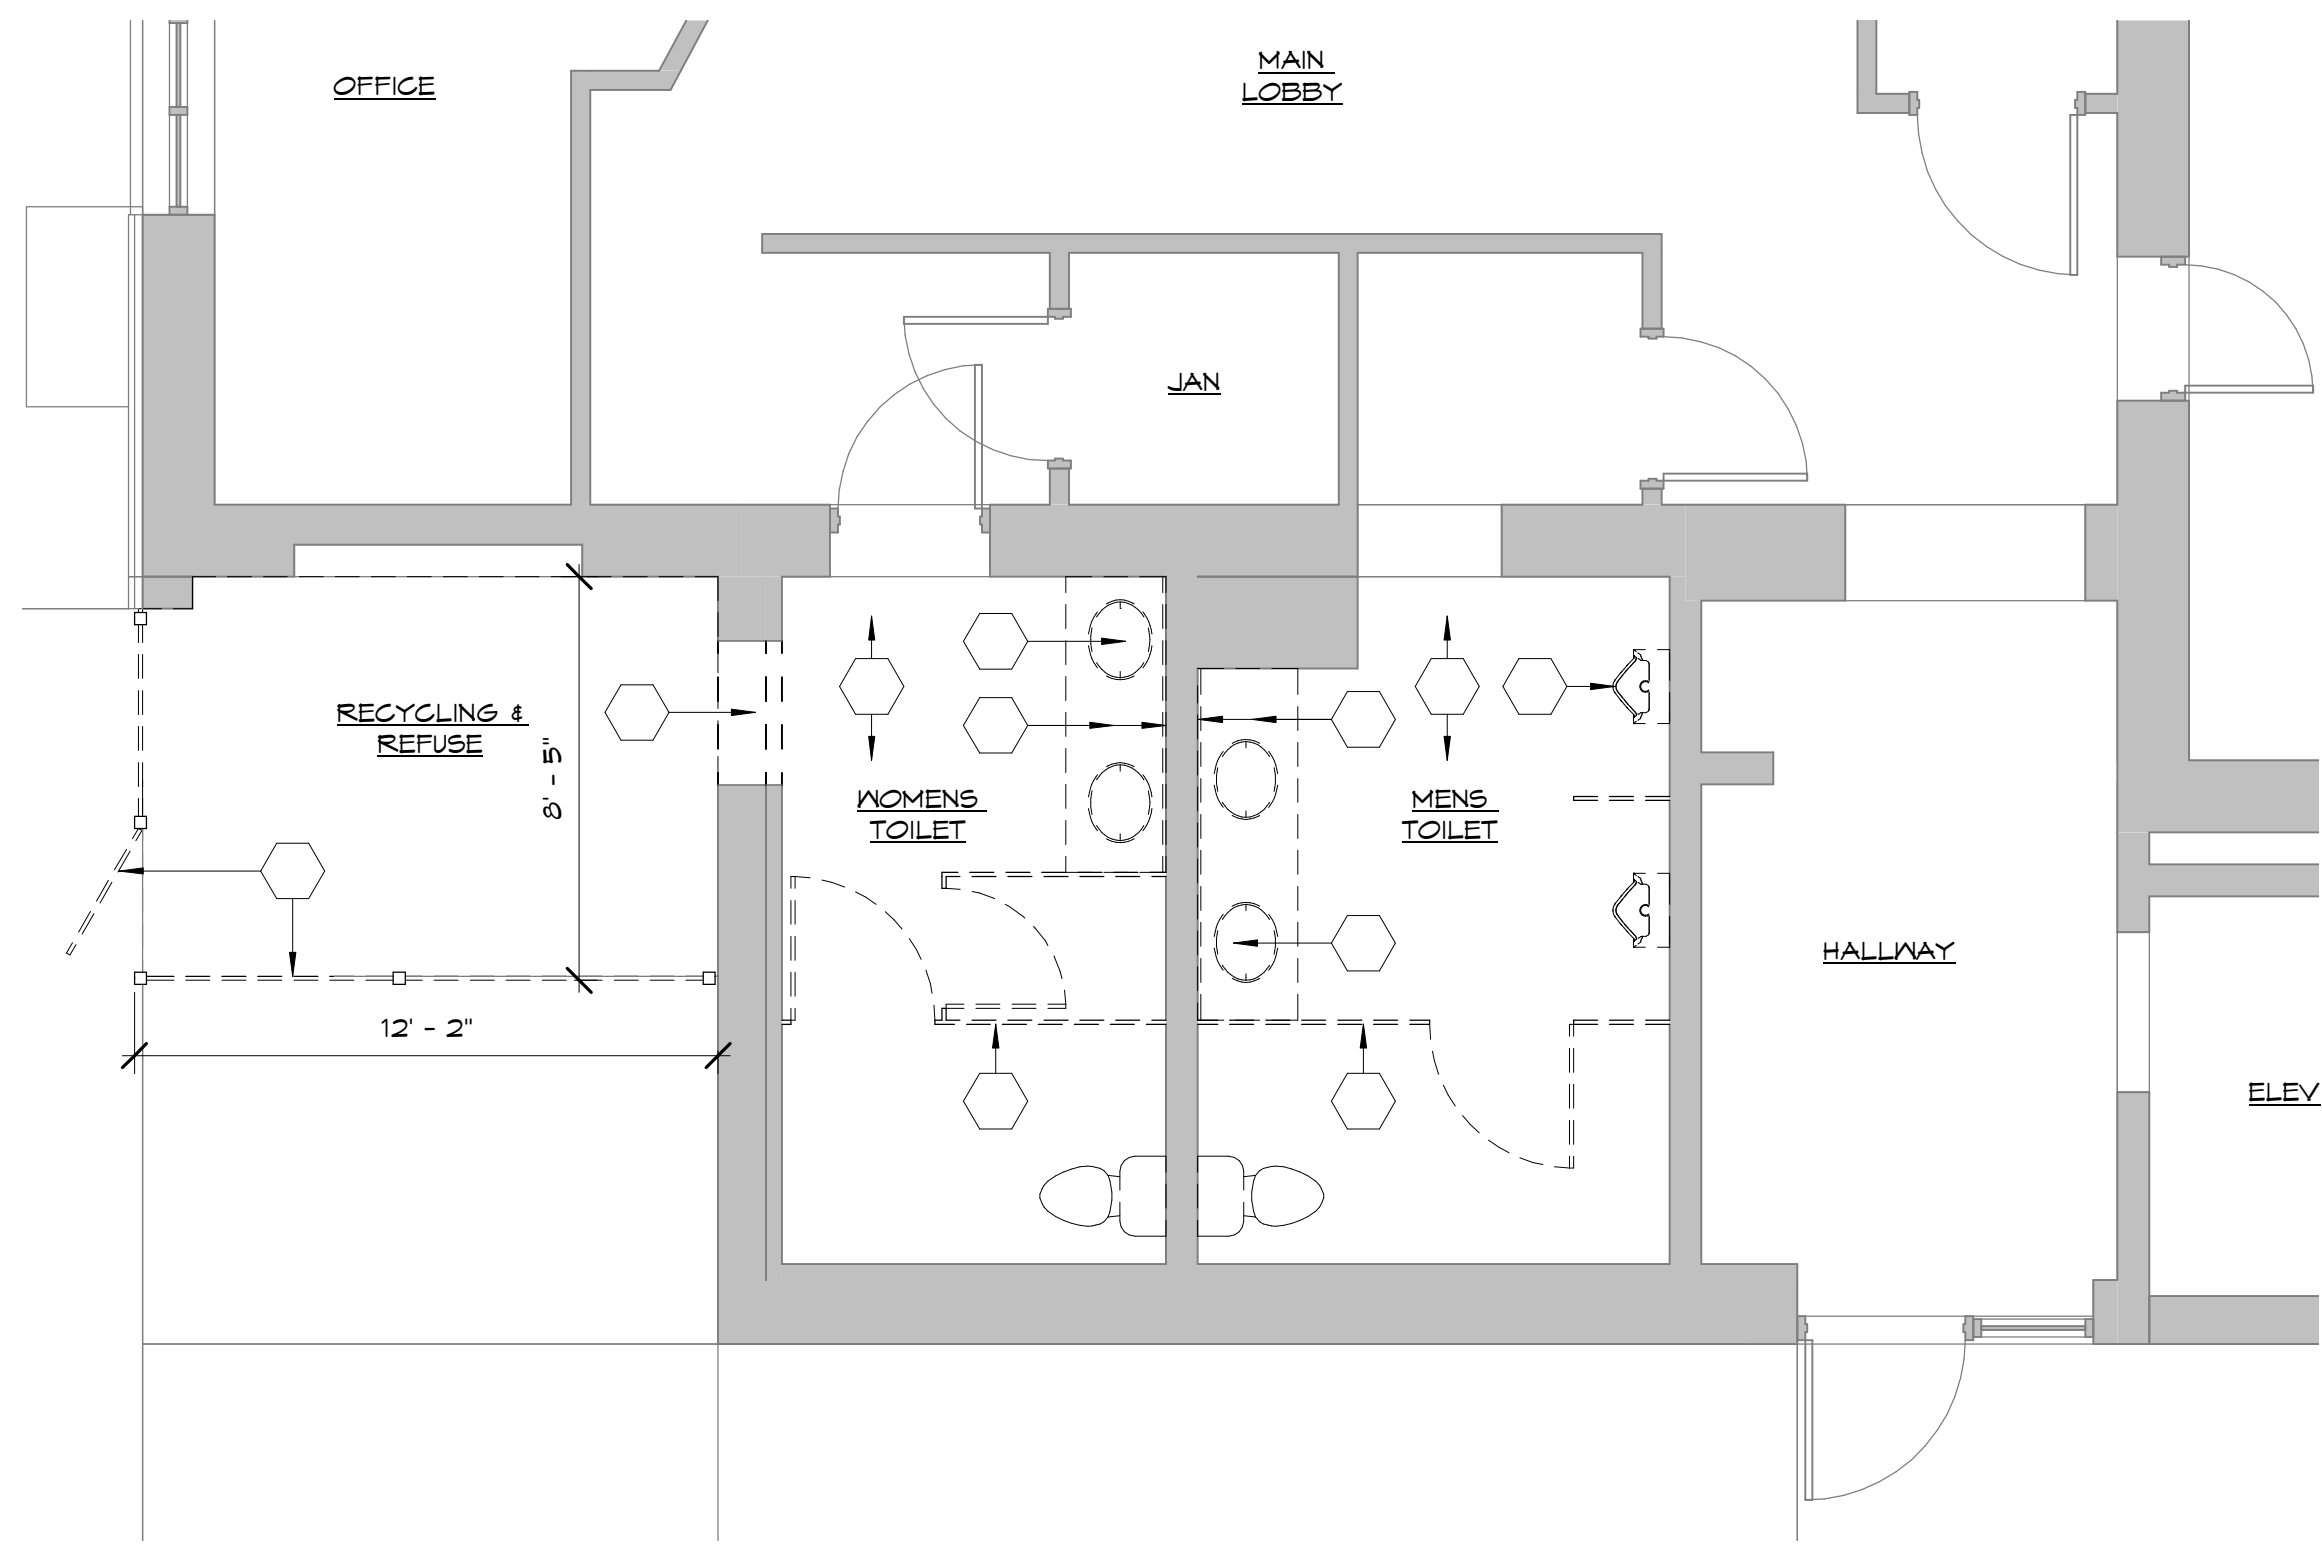 OFFICE
MAIN
LOBBY
JAN
RECYCLING &
REFUSE
8' - 5"
WOMENS
TOILET
MENS
TOILET
HALLWAY
12' - 2"
ELEV